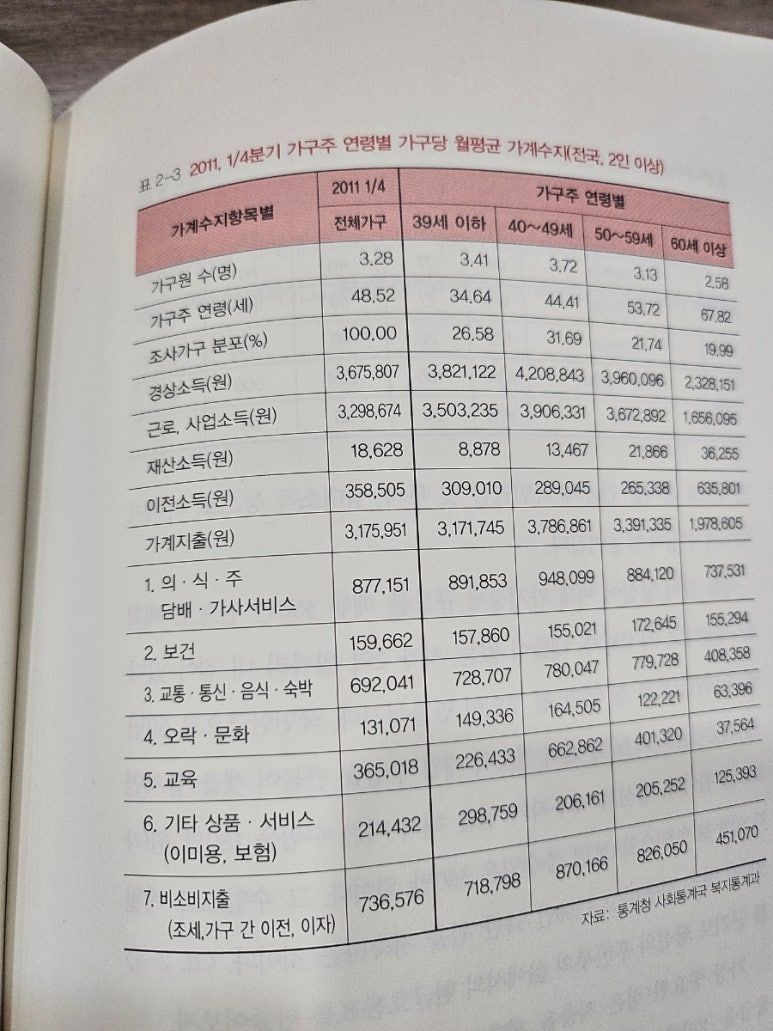 표 2-3 2011, 1/4분기 가구주 연령별 가구당 월평균 가계수지(전국, 2인 이상)
가계수지항목별 2011 1/4 가구주 연령별
전체가구 39세 이하 40~49세 50~59세 60세 이상
가구원 수(명) 3.28 3.41 3.72 3.13 2.58
가구주 연령(세) 48.52 34.64 44.41 53.72 67.82
조사가구 분포(%) 100.00 26.58 31.69 21.74 19.99
경상소득(원) 3,675,807 3,821,122 4,208,843 3,960,096 2,328,151
근로, 사업소득(원) 3,298,674 3,503,235 3,906,331 3,672,892 1,656,095
재산소득(원) 18,628 8,878 13,467 21,866 36,255
이전소득(원) 358,505 309,010 289,045 265,338 635,801
가계지출(원) 3,175,951 3,171,745 3,786,861 3,391,335 1,978,605
1. 의 · 식 · 주
담배 · 가사서비스 877,151 891,853 948,099 884,120 737,531
2. 보건 159,662 157,860 155,021 172,645 155,294
3. 교통 · 통신 · 음식 · 숙박 692,041 728,707 780,047 779,728 408,358
4. 오락 · 문화 131,071 149,336 164,505 122,221 63,396
5. 교육 365,018 226,433 662,862 401,320 37,564
6. 기타 상품 · 서비스
(이미용, 보험) 214,432 298,759 206,161 205,252 125,393
7. 비소비지출
(조세,가구 간 이전, 이자) 736,576 718,798 870,166 826,050 451,070
자료: 통계청 사회통계국 복지통계과